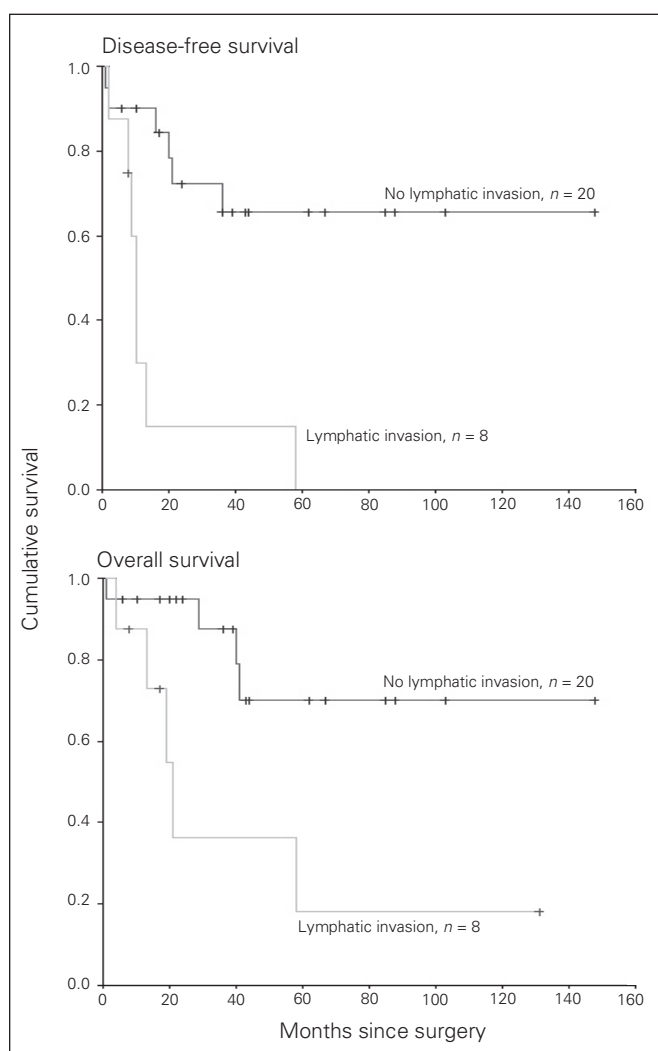 Disease-free survival
1.0
0.8
0.6
0.4
0.2
0.0
No lymphatic invasion, n = 20
Lymphatic invasion, n = 8
0 20 40 60 80 100 120 140 160
Cumulative survival
Overall survival
1.0
0.8
0.6
0.4
0.2
0.0
No lymphatic invasion, n = 20
Lymphatic invasion, n = 8
0 20 40 60 80 100 120 140 160
Months since surgery